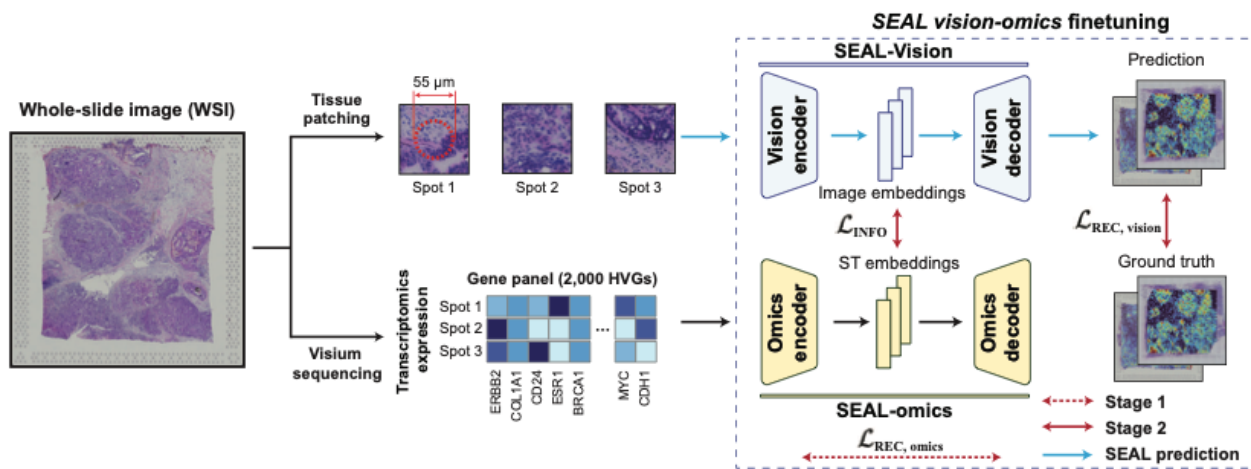 SEAL vision-omics finetuning
Whole-slide image (WSI)
Tissue
patching
55 μm
Spot 1
Spot 2
Spot 3
Visium
sequencing
Transcriptomics
expression
Gene panel (2,000 HVGs)
Spot 1
Spot 2
Spot 3
...
ERBB2
COL1A1
CD24
ESR1
BRCA1
MYC
CDH1
SEAL-Vision
Vision
encoder
Image embeddings
Vision
decoder
Prediction
ℒINFO
ℒREC, vision
ST embeddings
Omics
encoder
Omics
decoder
Ground truth
SEAL-omics
ℒREC, omics
Stage 1
Stage 2
SEAL prediction